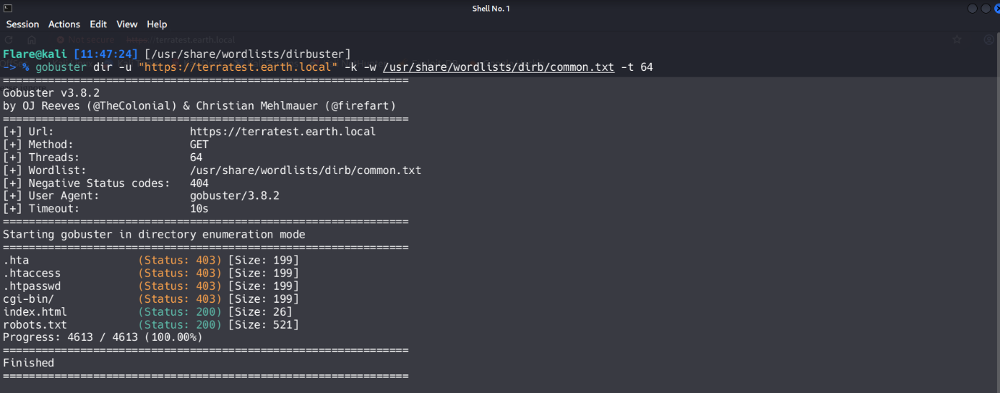 Shell No. 1
Session Actions Edit View Help
Not secure https://terratest.earth.local
Flare@kali [11:47:24] [/usr/share/wordlists/dirbuster]
-> % gobuster dir -u "https://terratest.earth.local" -k -w /usr/share/wordlists/dirb/common.txt -t 64
===============================================================
Gobuster v3.8.2
by OJ Reeves (@TheColonial) & Christian Mehlmauer (@firefart)
===============================================================
[+] Url:                     https://terratest.earth.local
[+] Method:                  GET
[+] Threads:                 64
[+] Wordlist:                /usr/share/wordlists/dirb/common.txt
[+] Negative Status codes:   404
[+] User Agent:              gobuster/3.8.2
[+] Timeout:                 10s
===============================================================
Starting gobuster in directory enumeration mode
===============================================================
.hta                 (Status: 403) [Size: 199]
.htaccess            (Status: 403) [Size: 199]
.htpasswd            (Status: 403) [Size: 199]
cgi-bin/             (Status: 403) [Size: 199]
index.html           (Status: 200) [Size: 26]
robots.txt           (Status: 200) [Size: 521]
Progress: 4613 / 4613 (100.00%)
===============================================================
Finished
===============================================================